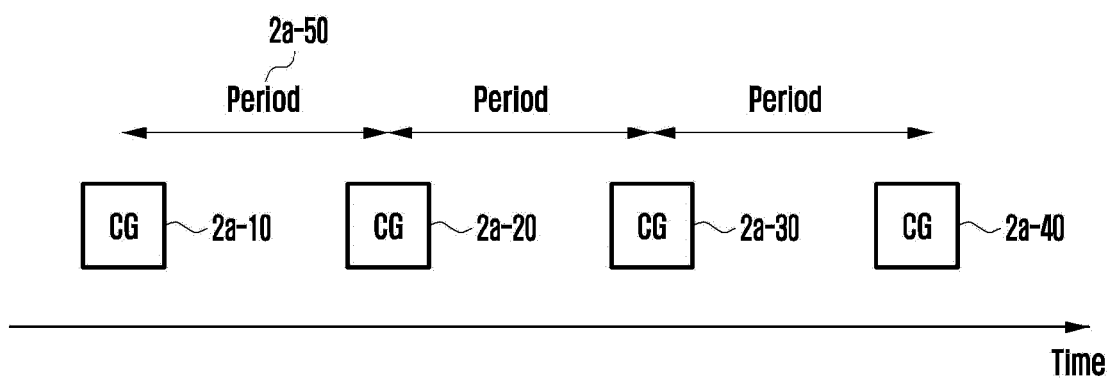 2a-50
Period Period Period
CG 2a-10 CG 2a-20 CG 2a-30 CG 2a-40
Time